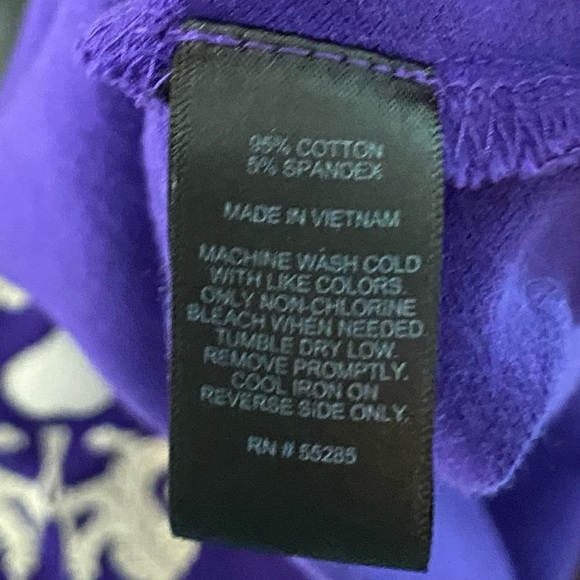 95% COTTON
5% SPANDEX
MADE IN VIETNAM
MACHINE WASH COLD
WITH LIKE COLORS.
ONLY NON-CHLORINE
BLEACH WHEN NEEDED.
TUMBLE DRY LOW.
REMOVE PROMPTLY.
COOL IRON ON
REVERSE SIDE ONLY.
RN # 55285